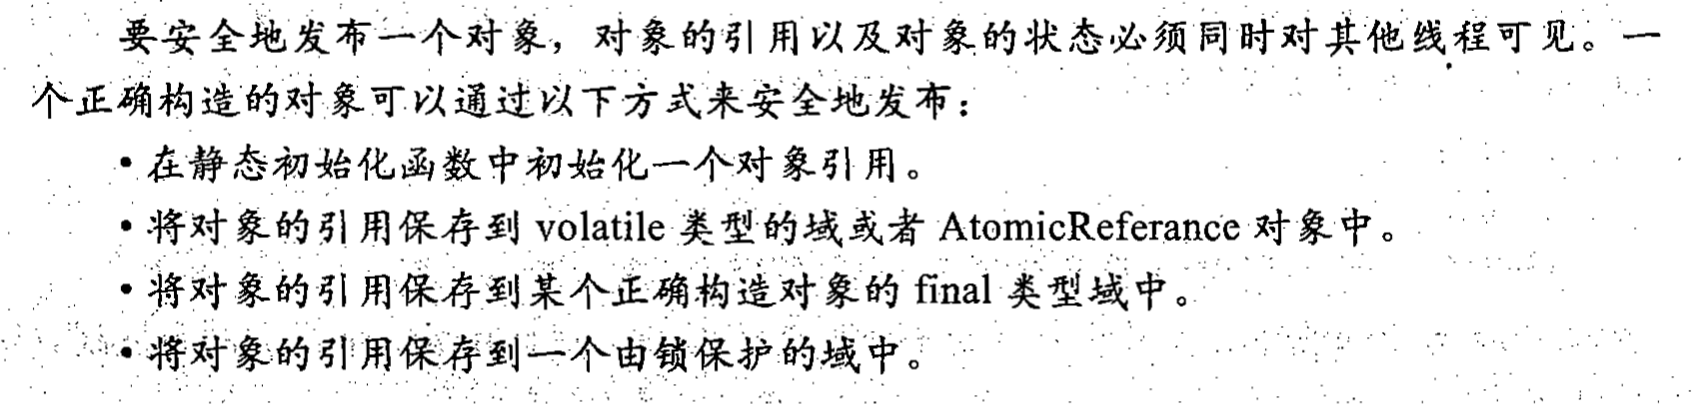 要安全地发布一个对象，对象的引用以及对象的状态必须同时对其他线程可见。一
个正确构造的对象可以通过以下方式来安全地发布：
• 在静态初始化函数中初始化一个对象引用。
• 将对象的引用保存到 volatile 类型的域或者 AtomicReferance 对象中。
• 将对象的引用保存到某个正确构造对象的 final 类型域中。
• 将对象的引用保存到一个由锁保护的域中。